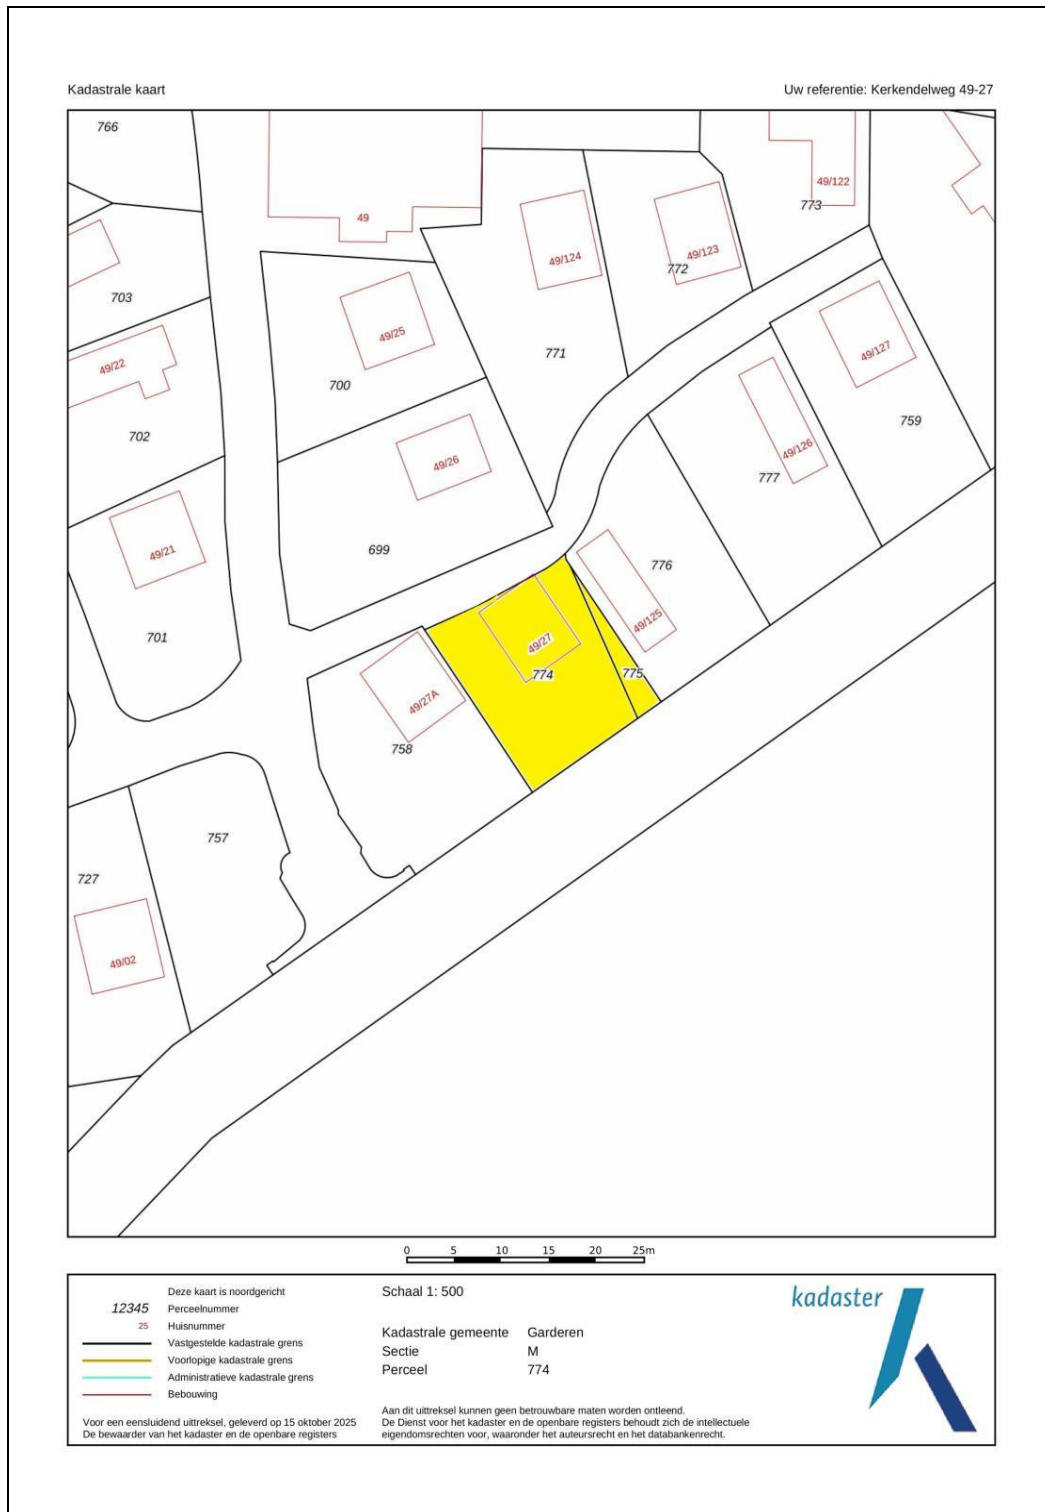 Kadastrale kaart
Uw referentie: Kerkendelweg 49-27
766
49
49/122
773
49/124
49/123
772
703
49/25
771
49/127
49/22
700
702
759
49/26
49/126
777
49/21
699
776
701
49/125
49/27
774
775
49/27A
758
757
727
49/02
0 5 10 15 20 25m
Deze kaart is noordgericht
12345 Perceelnummer
25 Huisnummer
Vastgestelde kadastrale grens
Voorlopige kadastrale grens
Administratieve kadastrale grens
Bebouwing
Voor een eensluidend uittreksel, geleverd op 15 oktober 2025
De bewaarder van het kadaster en de openbare registers
Schaal 1: 500
Kadastrale gemeente Garderen
Sectie M
Perceel 774
Aan dit uittreksel kunnen geen betrouwbare maten worden ontleend.
De Dienst voor het kadaster en de openbare registers behoudt zich de intellectuele
eigendomsrechten voor, waaronder het auteursrecht en het databankenrecht.
kadaster